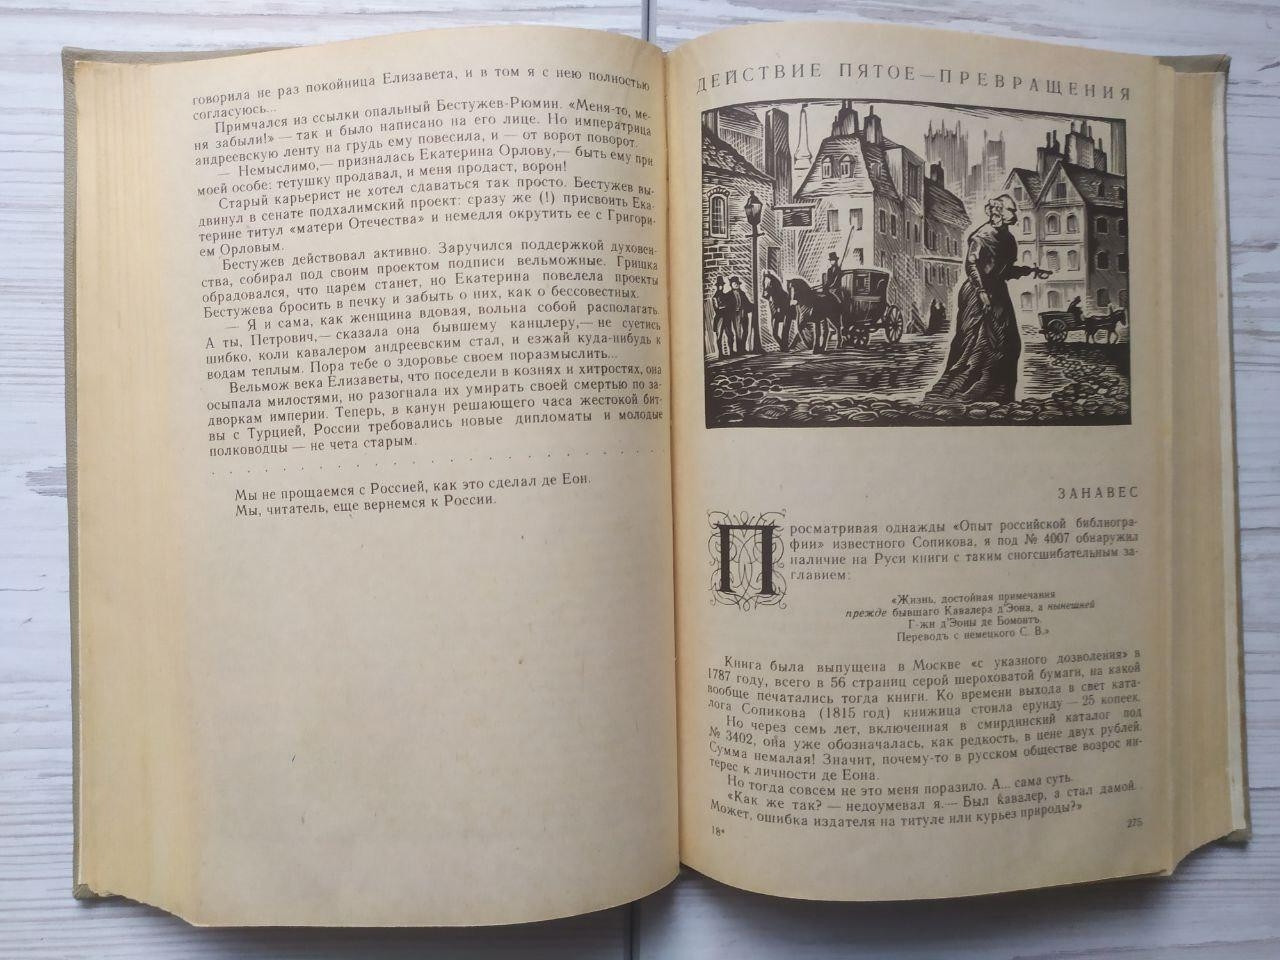 говорила не раз покойница Елизавета, и в том я с нею полностью
согласуюсь...
Примчался из ссылки опальный Бестужев-Рюмин. «Меня-то, ме-
ня забыли!» — так и было написано на его лице. Но императрица
андреевскую ленту на грудь ему повесила, и — от ворот поворот.
— Немыслимо,— призналась Екатерина Орлову,— быть ему при
моей особе: тетушку продавал, и меня продаст, ворон!
Старый карьерист не хотел сдаваться так просто. Бестужев вы-
двинул в сенате подхалимский проект: сразу же (!) присвоить Ека-
терине титул «матери Отечества» и немедля окрутить ее с Григори-
ем Орловым.
Бестужев действовал активно. Заручился поддержкой духовен-
ства, собирал под своим проектом подписи вельможные. Гришка
обрадовался, что царем станет, но Екатерина повелела проекты
Бестужева бросить в печку и забыть о них, как о бессовестных.
— Я и сама, как женщина вдовая, вольна собой располагать.
А ты, Петрович,— сказала она бывшему канцлеру,— не суетись
шибко, коли кавалером андреевским стал, и езжай куда-нибудь к
водам теплым. Пора тебе о здоровье своем поразмыслить...
Вельмож века Елизаветы, что поседели в кознях и хитростях, она
осыпала милостями, но разогнала их умирать своей смертью по за-
дворкам империи. Теперь, в канун решающего часа жестокой бит-
вы с Турцией, России требовались новые дипломаты и молодые
полководцы — не чета старым.
Мы не прощаемся с Россией, как это сделал де Еон.
Мы, читатель, еще вернемся к России.
ДЕЙСТВИЕ ПЯТОЕ — ПРЕВРАЩЕНИЯ
ЗАНАВЕС
Просматривая однажды «Опыт российской библиогра-
фии» известного Сопикова, я под № 4007 обнаружил
наличие на Руси книги с таким сногсшибательным за-
главием:
«Жизнь, достойная примечания
прежде бывшаго Кавалера д'Эона, а нынешней
Г-жи д'Эоны де Бомонтъ.
Переводъ с немецкого С. В.»
Книга была выпущена в Москве «с указного дозволения» в
1787 году, всего в 56 страниц серой шероховатой бумаги, на какой
вообще печатались тогда книги. Ко времени выхода в свет ката-
лога Сопикова (1815 год) книжица стоила ерунду — 25 копеек.
Но через семь лет, включенная в смирдинский каталог под
№ 3402, она уже обозначалась, как редкость, в цене двух рублей.
Сумма немалая! Значит, почему-то в русском обществе возрос ин-
терес к личности де Еона.
Но тогда совсем не это меня поразило. А... сама суть.
«Как же так? — недоумевал я.— Был кавалер, а стал дамой.
Может, ошибка издателя на титуле или курьез природы?»
18*
275